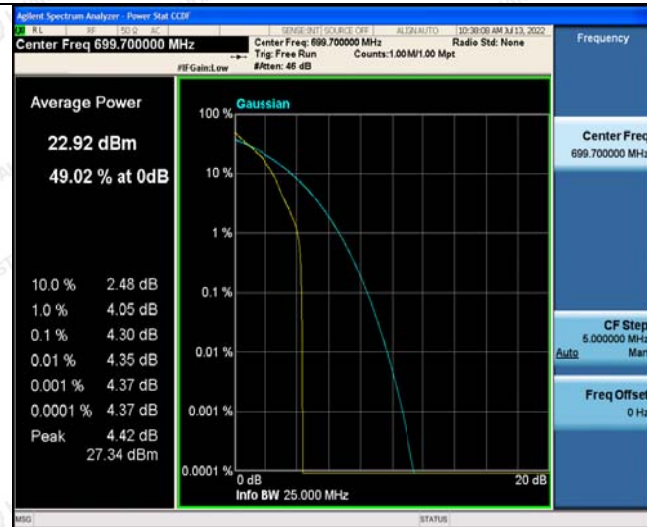 Agilent Spectrum Analyzer - Power Stat CCDF
RL RF 50 Ω AC SENSE:INT SOURCE OFF ALIGN AUTO 10:38:08 AM Jul 13, 2022
Center Freq 699.700000 MHz
Center Freq: 699.700000 MHz Radio Std: None
Trig: Free Run Counts:1.00 M/1.00 Mpt
#IFGain:Low #Atten: 46 dB
Frequency
Average Power
22.92 dBm
49.02 % at 0dB
10.0 % 2.48 dB
1.0 % 4.05 dB
0.1 % 4.30 dB
0.01 % 4.35 dB
0.001 % 4.37 dB
0.0001 % 4.37 dB
Peak 4.42 dB
27.34 dBm
Gaussian
100 %
10 %
1 %
0.1 %
0.01 %
0.001 %
0.0001 %
0 dB 20 dB
Info BW 25.000 MHz
Center Freq
699.700000 MHz
CF Step
5.000000 MHz
Auto Man
Freq Offset
0 Hz
MSG STATUS